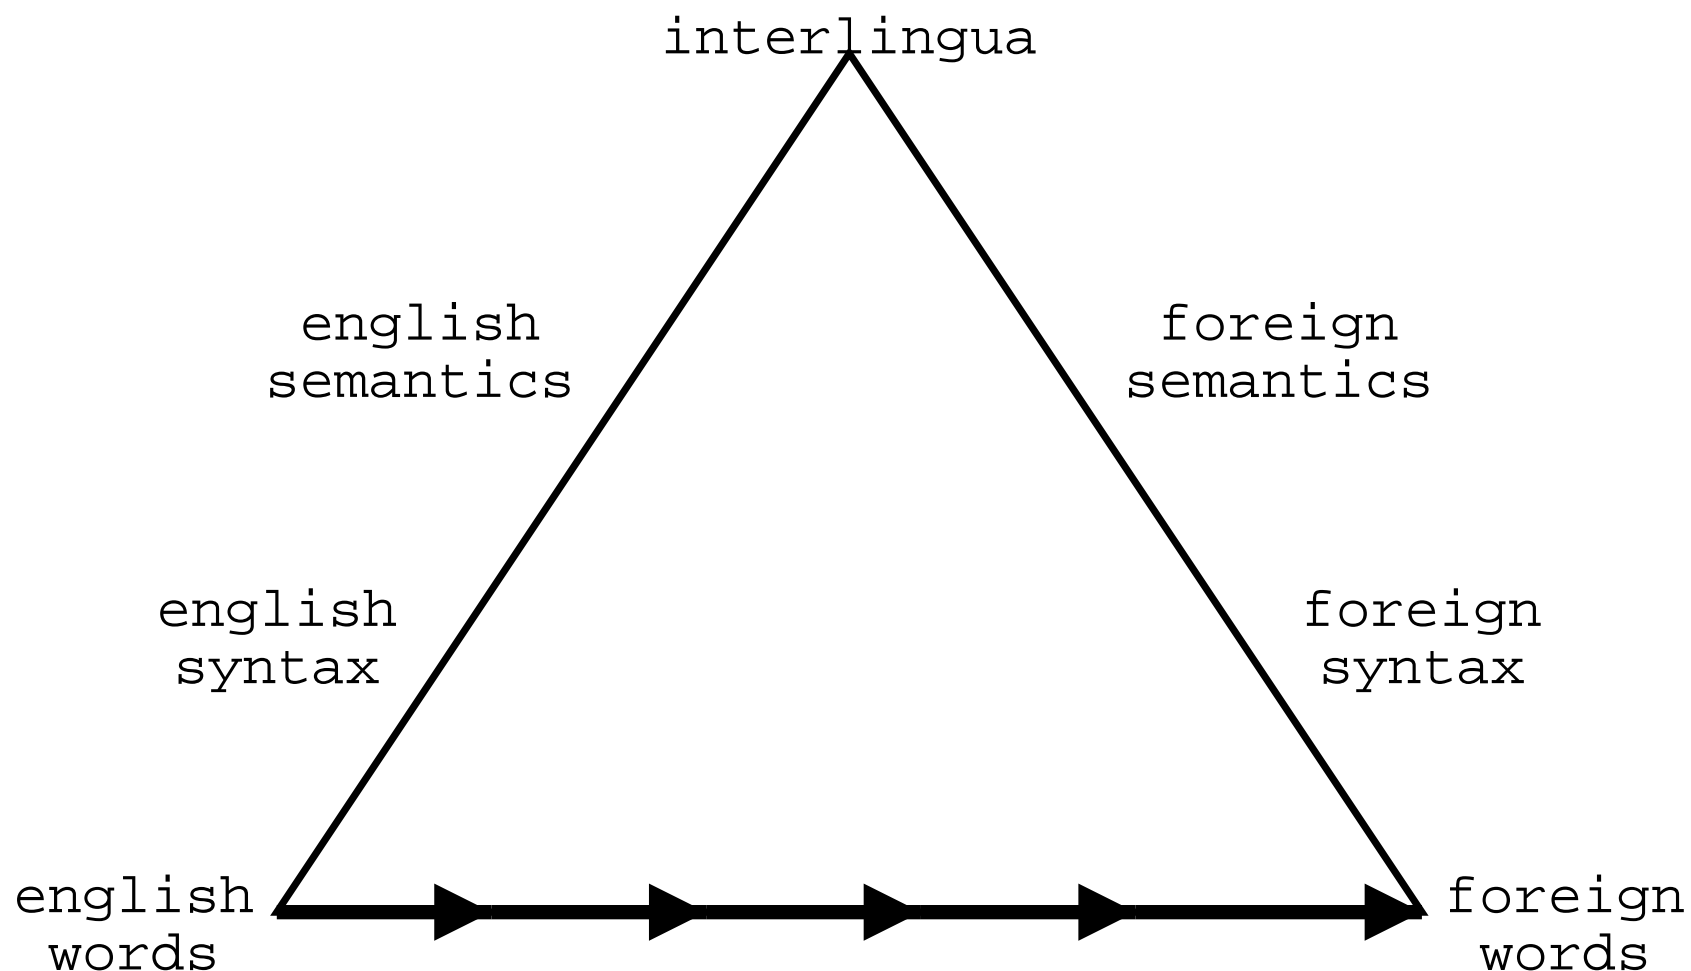 interlingua
english
semantics
foreign
semantics
english
syntax
foreign
syntax
english
words
foreign
words